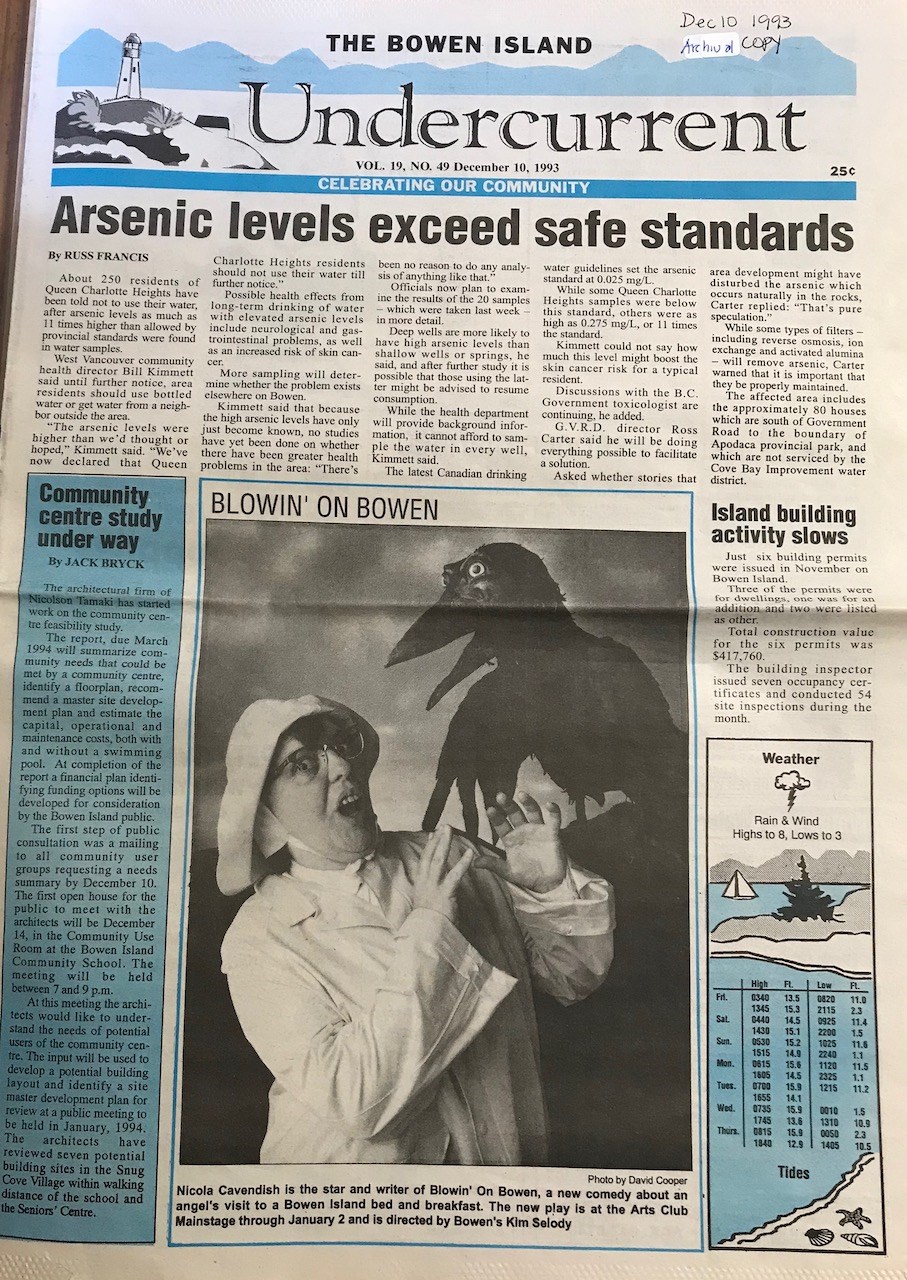 Dec 10 1993
Archival COPY
THE BOWEN ISLAND
Undercurrent
VOL. 19, NO. 49 December 10, 1993
25¢
CELEBRATING OUR COMMUNITY
Arsenic levels exceed safe standards
By RUSS FRANCIS
About 250 residents of
Queen Charlotte Heights have
been told not to use their water,
after arsenic levels as much as
11 times higher than allowed by
provincial standards were found
in water samples.
West Vancouver community
health director Bill Kimmett
said until further notice, area
residents should use bottled
water or get water from a neigh-
bor outside the area.
"The arsenic levels were
higher than we'd thought or
hoped," Kimmett said. "We've
now declared that Queen
Charlotte Heights residents
should not use their water till
further notice."
Possible health effects from
long-term drinking of water
with elevated arsenic levels
include neurological and gas-
trointestinal problems, as well
as an increased risk of skin can-
cer.
More sampling will deter-
mine whether the problem exists
elsewhere on Bowen.
Kimmett said that because
the high arsenic levels have only
just become known, no studies
have yet been done on whether
there have been greater health
problems in the area: "There's
been no reason to do any analy-
sis of anything like that."
Officials now plan to exam-
ine the results of the 20 samples
– which were taken last week –
in more detail.
Deep wells are more likely to
have high arsenic levels than
shallow wells or springs, he
said, and after further study it is
possible that those using the lat-
ter might be advised to resume
consumption.
While the health department
will provide background infor-
mation, it cannot afford to sam-
ple the water in every well,
Kimmett said.
The latest Canadian drinking
water guidelines set the arsenic
standard at 0.025 mg/L.
While some Queen Charlotte
Heights samples were below
this standard, others were as
high as 0.275 mg/L, or 11 times
the standard.
Kimmett could not say how
much this level might boost the
skin cancer risk for a typical
resident.
Discussions with the B.C.
Government toxicologist are
continuing, he added.
G.V.R.D. director Ross
Carter said he will be doing
everything possible to facilitate
a solution.
Asked whether stories that
area development might have
disturbed the arsenic which
occurs naturally in the rocks,
Carter replied: "That's pure
speculation."
While some types of filters –
including reverse osmosis, ion
exchange and activated alumina
– will remove arsenic, Carter
warned that it is important that
they be properly maintained.
The affected area includes
the approximately 80 houses
which are south of Government
Road to the boundary of
Apodaca provincial park, and
which are not serviced by the
Cove Bay Improvement water
district.
Community
centre study
under way
By JACK BRYCK
The architectural firm of
Nicolson Tamaki has started
work on the community cen-
tre feasibility study.
The report, due March
1994 will summarize com-
munity needs that could be
met by a community centre,
identify a floorplan, recom-
mend a master site develop-
ment plan and estimate the
capital, operational and
maintenance costs, both with
and without a swimming
pool. At completion of the
report a financial plan identi-
fying funding options will be
developed for consideration
by the Bowen Island public.
The first step of public
consultation was a mailing
to all community user
groups requesting a needs
summary by December 10.
The first open house for the
public to meet with the
architects will be December
14, in the Community Use
Room at the Bowen Island
Community School. The
meeting will be held
between 7 and 9 p.m.
At this meeting the archi-
tects would like to under-
stand the needs of potential
users of the community cen-
tre. The input will be used to
develop a potential building
layout and identify a site
master development plan for
review at a public meeting to
be held in January, 1994.
The architects have
reviewed seven potential
building sites in the Snug
Cove Village within walking
distance of the school and
the Seniors' Centre.
BLOWIN' ON BOWEN
Photo by David Cooper
Nicola Cavendish is the star and writer of Blowin' On Bowen, a new comedy about an
angel's visit to a Bowen Island bed and breakfast. The new play is at the Arts Club
Mainstage through January 2 and is directed by Bowen's Kim Selody
Island building
activity slows
Just six building permits
were issued in November on
Bowen Island.
Three of the permits were
for dwellings, one was for an
addition and two were listed
as other.
Total construction value
for the six permits was
$417,760.
The building inspector
issued seven occupancy cer-
tificates and conducted 54
site inspections during the
month.
Weather
Rain & Wind
Highs to 8, Lows to 3
High Ft. Low Ft.
Fri. 0340 13.5 0820 11.0
1345 15.3 2115 2.3
Sat. 0440 14.5 0925 11.4
1430 15.1 2200 1.5
Sun. 0530 15.2 1025 11.6
1515 14.9 2240 1.1
Mon. 0615 15.6 1120 11.5
1605 14.5 2325 1.1
Tues. 0700 15.9 1215 11.2
1655 14.1
Wed. 0735 15.9 0010 1.5
1745 13.6 1310 10.9
Thurs. 0815 15.9 0050 2.3
1840 12.9 1405 10.5
Tides